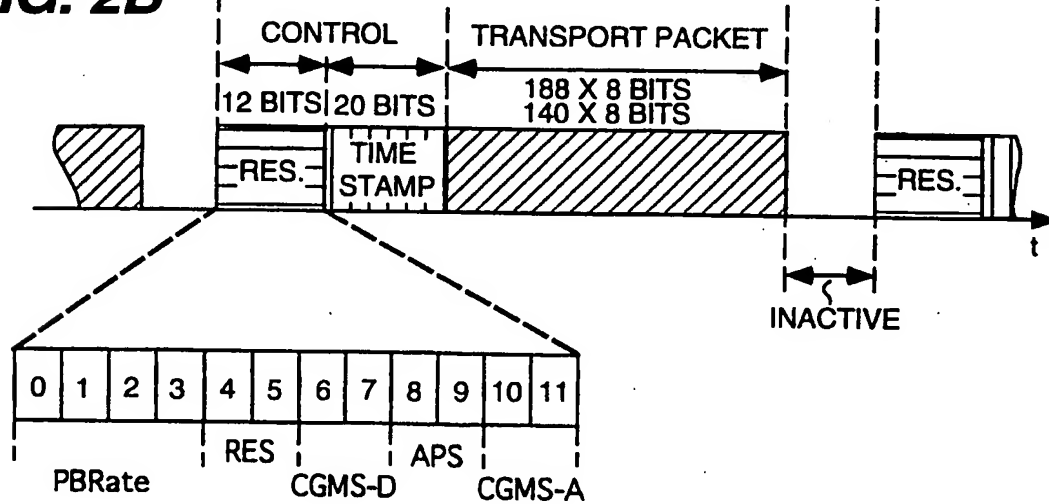 FIG. 2B
CONTROL
TRANSPORT PACKET
12 BITS
20 BITS
188 X 8 BITS
140 X 8 BITS
RES.
TIME
STAMP
RES.
t
INACTIVE
0 1 2 3 4 5 6 7 8 9 10 11
PBRate
RES
CGMS-D
APS
CGMS-A